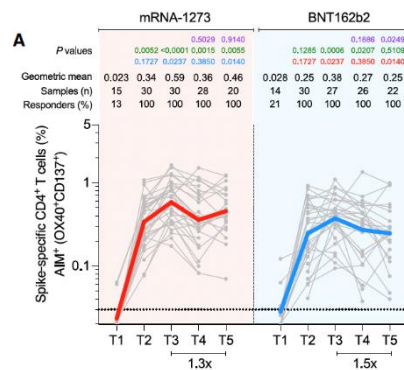 A
mRNA-1273 BNT162b2
0.5029 0.9140 0.1886 0.0249
P values 0.0052 <0.0001 0.0015 0.0055 0.1285 0.0006 0.0207 0.5109
0.1727 0.0237 0.3850 0.0140 0.1727 0.0237 0.3850 0.0140
Geometric mean 0.023 0.34 0.59 0.36 0.46 0.028 0.25 0.38 0.27 0.25
Samples (n) 15 30 30 28 20 14 30 27 26 22
Responders (%) 13 100 100 100 100 21 100 100 100 100
Spike-specific CD4⁺ T cells (%)
AIM⁺ (OX40⁺CD137⁺)
5
1
0.1
T1 T2 T3 T4 T5 T1 T2 T3 T4 T5
1.3x 1.5x